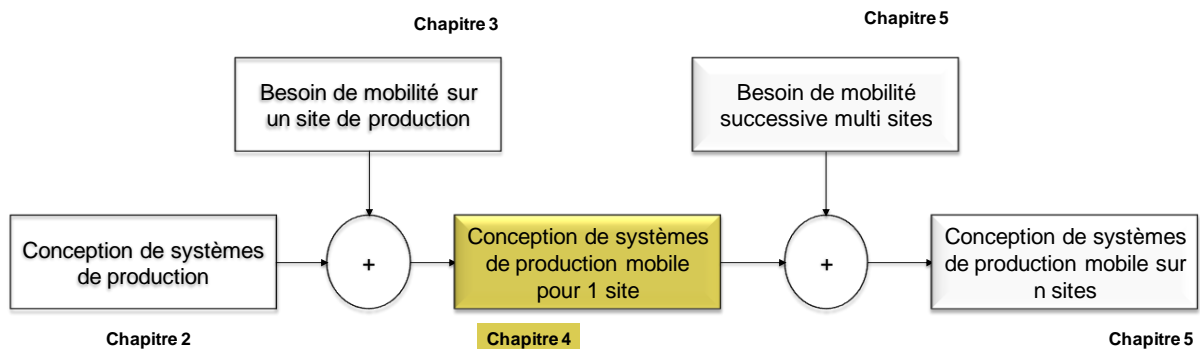 Chapitre 3
Chapitre 5
Besoin de mobilité sur
un site de production
Besoin de mobilité
successive multi sites
Conception de systèmes
de production
+
Conception de systèmes
de production mobile
pour 1 site
+
Conception de systèmes
de production mobile sur
n sites
Chapitre 2
Chapitre 4
Chapitre 5